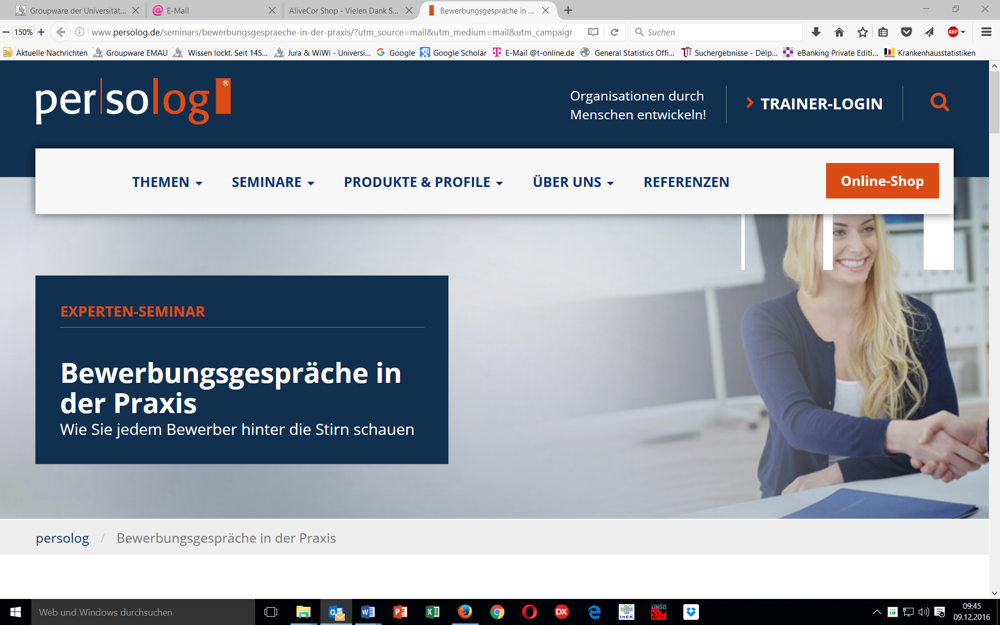 Groupware der Universität...
E-Mail
AliveCor Shop - Vielen Dank S...
Bewerbungsgespräche in ...
150%
www.persolog.de/seminars/bewerbungsgespraeche-in-der-praxis/?utm_source=mail&utm_medium=mail&utm_campaigr
Suchen
ABP
Aktuelle Nachrichten
Groupware EMAU
Wissen lockt. Seit 145...
Jura & WiWi - Universi...
Google
Google Scholar
E-Mail @t-online.de
General Statistics Offi...
Suchergebnisse - Delp...
eBanking Private Editi...
Krankenhausstatistiken
persolog®
Organisationen durch
Menschen entwickeln!
TRAINER-LOGIN
THEMEN
SEMINARE
PRODUKTE & PROFILE
ÜBER UNS
REFERENZEN
Online-Shop
EXPERTEN-SEMINAR
Bewerbungsgespräche in
der Praxis
Wie Sie jedem Bewerber hinter die Stirn schauen
persolog / Bewerbungsgespräche in der Praxis
Web und Windows durchsuchen
DX
InEK
LINGO
09:45
09.12.2016